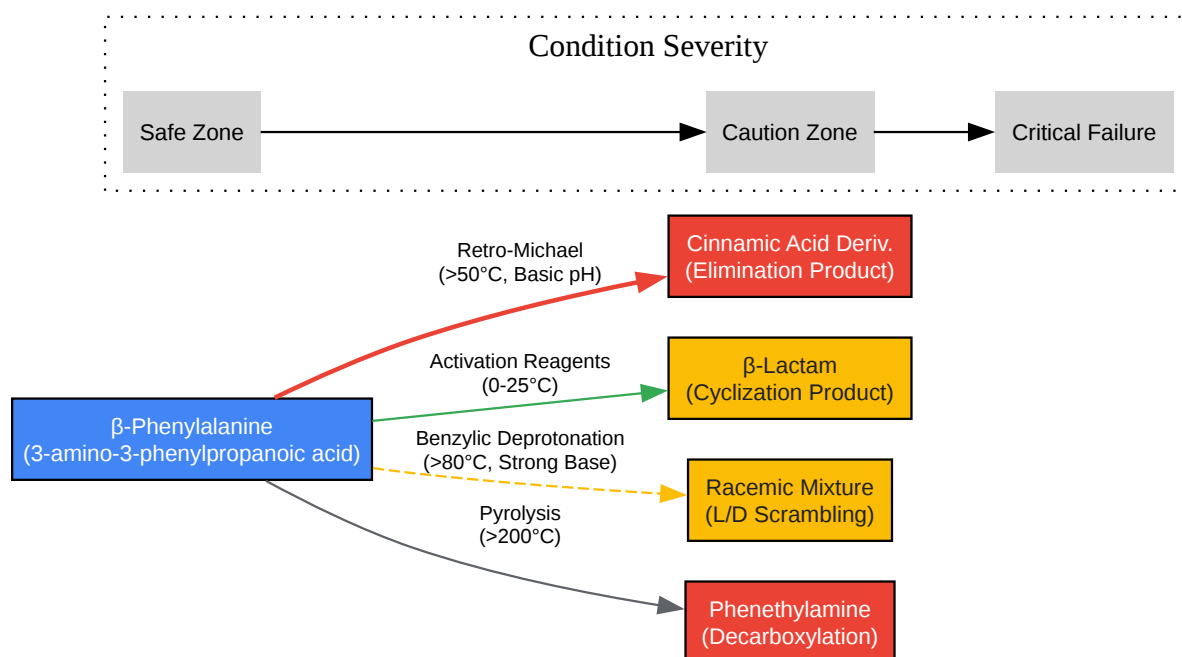 Condition Severity
Safe Zone
Caution Zone
Critical Failure
Retro-Michael
(>50°C, Basic pH)
Cinnamic Acid Deriv.
(Elimination Product)
Activation Reagents
(0-25°C)
β-Lactam
(Cyclization Product)
β-Phenylalanine
(3-amino-3-phenylpropanoic acid)
Benzylic Deprotonation
(>80°C, Strong Base)
Racemic Mixture
(L/D Scrambling)
Pyrolysis
(>200°C)
Phenethylamine
(Decarboxylation)